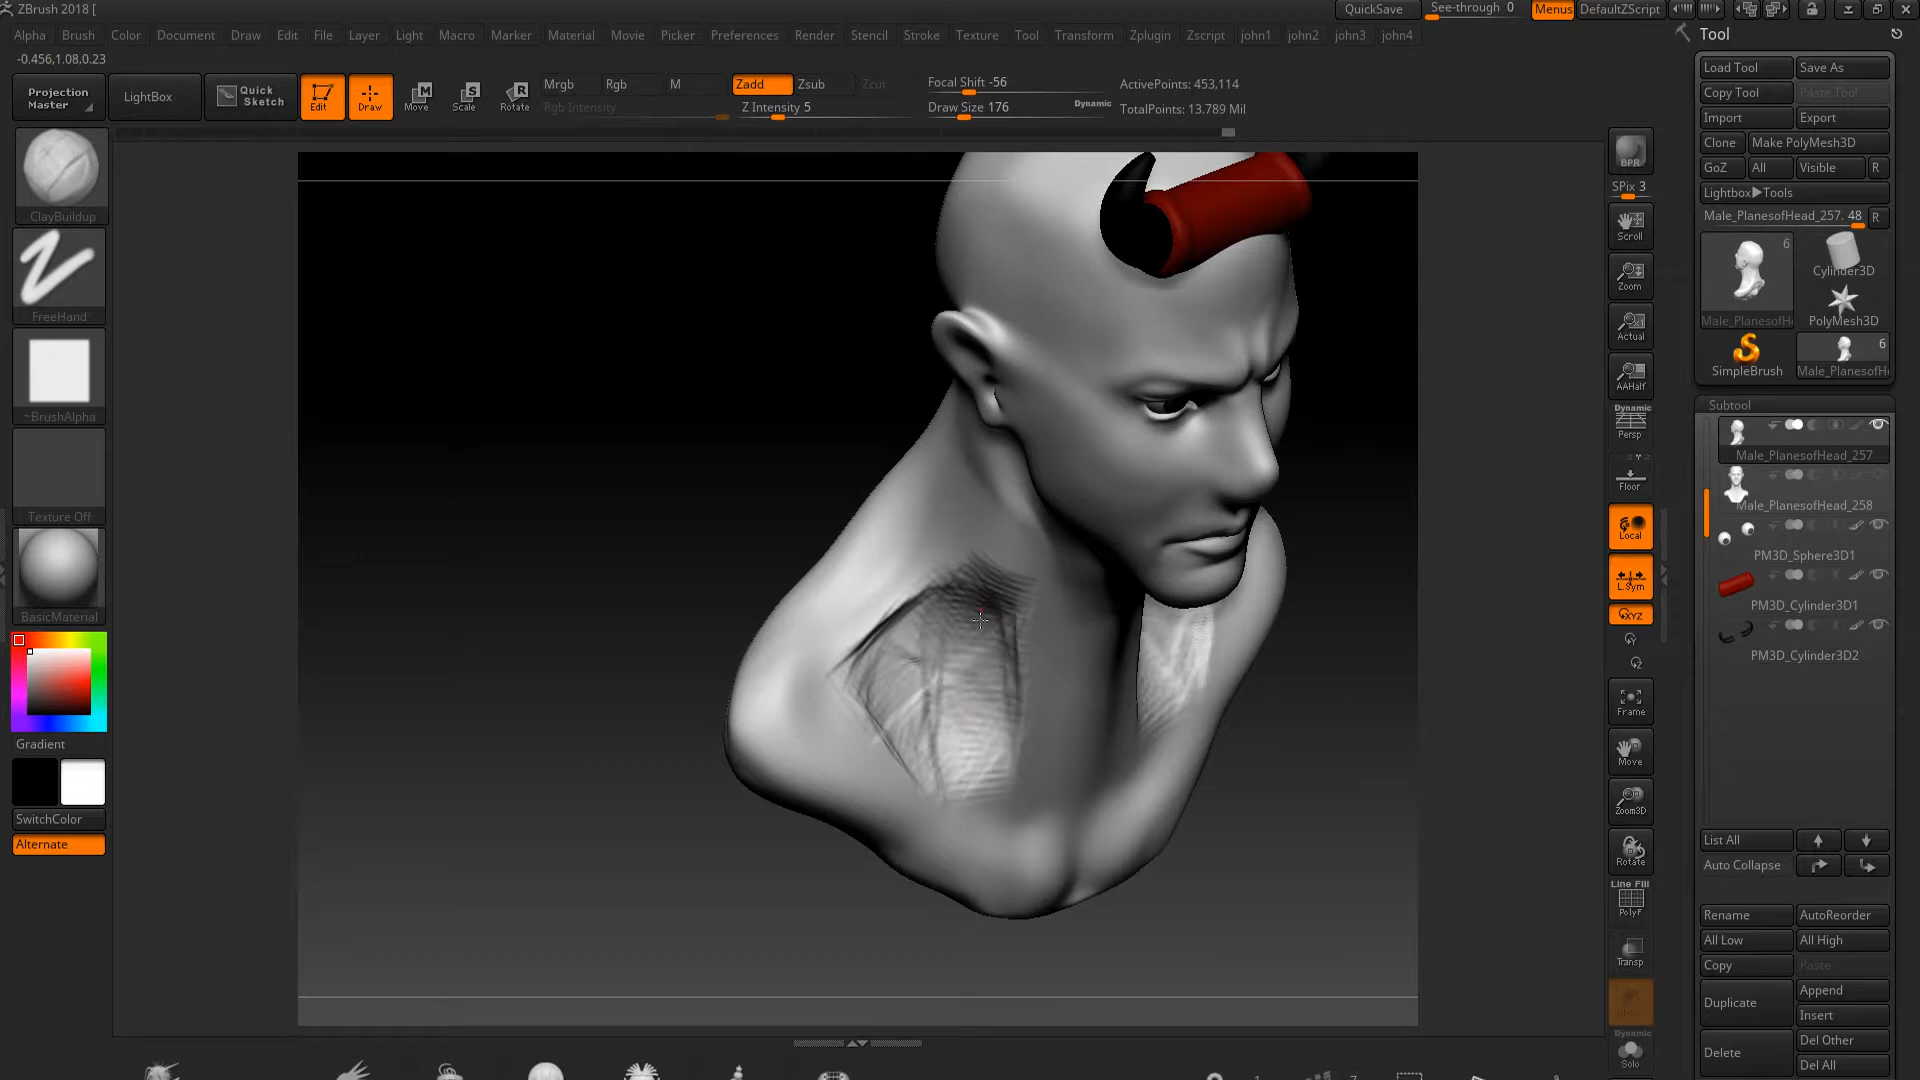 ZBrush 2018 [
QuickSave
See-through 0
Menus
DefaultZScript
Alpha Brush Color Document Draw Edit File Layer Light Macro Marker Material Movie Picker Preferences Render Stencil Stroke Texture Tool Transform Zplugin Zscript john1 john2 john3 john4
Tool
-0.456,1.08,0.23
Projection
Master
LightBox
Quick
Sketch
Edit
Draw
Move
Scale
Rotate
Mrgb Rgb M
Rgb Intensity
Zadd Zsub Zcut
Z Intensity 5
Focal Shift -56
Draw Size 176
Dynamic
ActivePoints: 453,114
TotalPoints: 13.789 Mil
ClayBuildup
FreeHand
~BrushAlpha
Texture Off
BasicMaterial
Gradient
SwitchColor
Alternate
BPR
SPix 3
Scroll
Zoom
Actual
AAHalf
Dynamic
Persp
Floor
Local
L.Sym
XYZ
Y
Z
Frame
Move
Zoom3D
Rotate
Line Fill
PolyF
Transp
Dynamic
Solo
Load Tool Save As
Copy Tool Paste Tool
Import Export
Clone Make PolyMesh3D
GoZ All Visible R
Lightbox▶Tools
Male_PlanesofHead_257. 48 R
6
Cylinder3D
Male_PlanesofH
PolyMesh3D
SimpleBrush
6
Male_PlanesofH
Subtool
Male_PlanesofHead_257
Male_PlanesofHead_258
PM3D_Sphere3D1
PM3D_Cylinder3D1
PM3D_Cylinder3D2
List All
Auto Collapse
Rename AutoReorder
All Low All High
Copy Paste
Duplicate Append
Insert
Delete Del Other
Del All